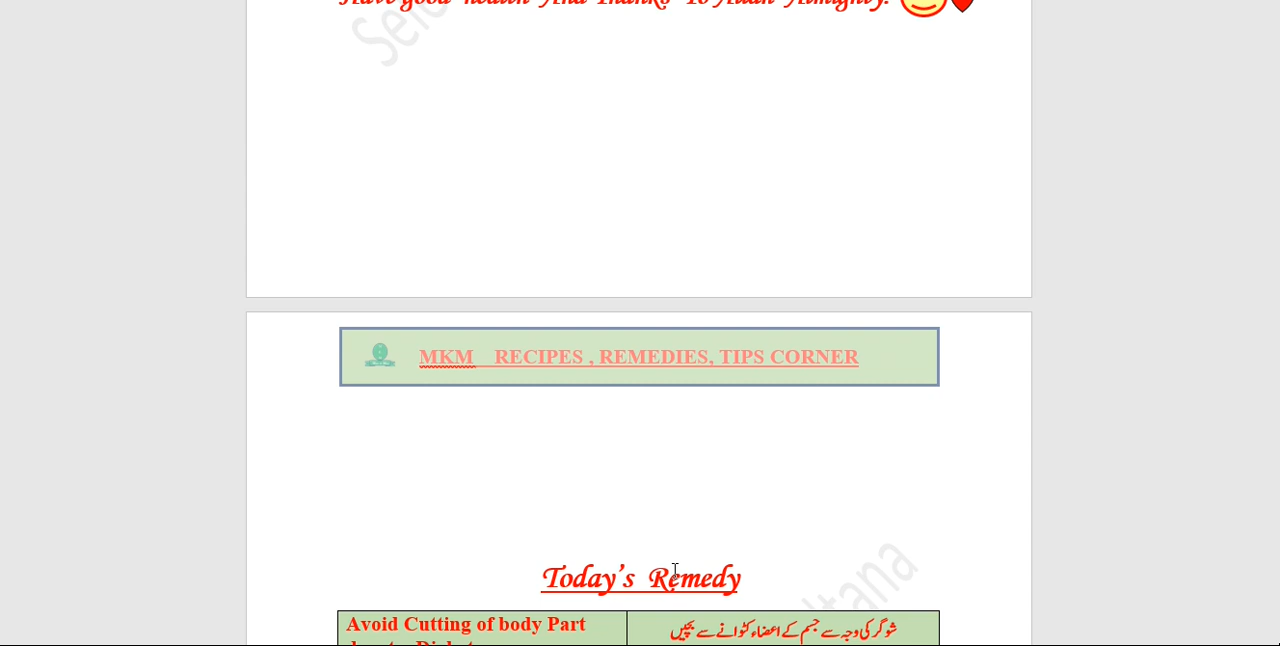 Have good health And Thanks To Allah Almighty.
MKM RECIPES , REMEDIES, TIPS CORNER
Today's Remedy
Avoid Cutting of body Part
شوگر کی وجہ سے جسم کے اعضاء کٹوانے سے بچیں